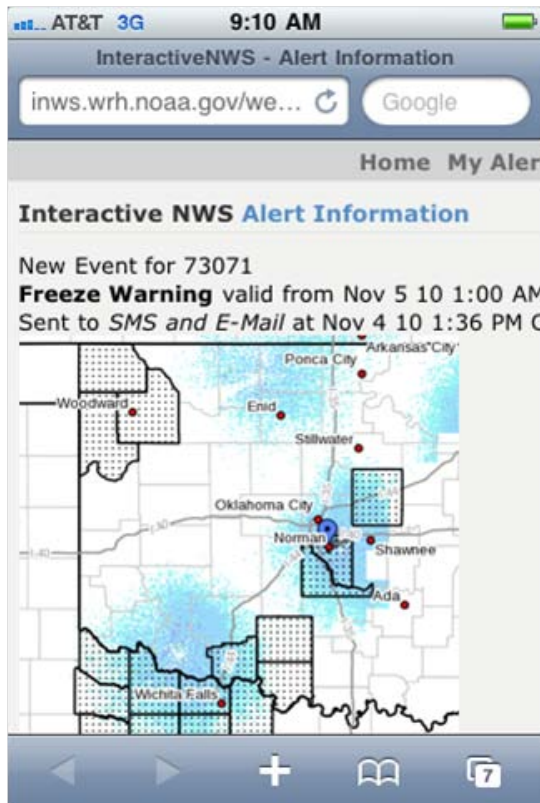 AT&T 3G 9:10 AM
InteractiveNWS - Alert Information
inws.wrh.noaa.gov/we... Google
Home My Aler
Interactive NWS Alert Information
New Event for 73071
Freeze Warning valid from Nov 5 10 1:00 AM
Sent to SMS and E-Mail at Nov 4 10 1:36 PM C
Arkansas City
Ponca City
Woodward
Enid
Stillwater
Oklahoma City
I-40
Norman
Shawnee
I-40
Ada
Wichita Falls
7